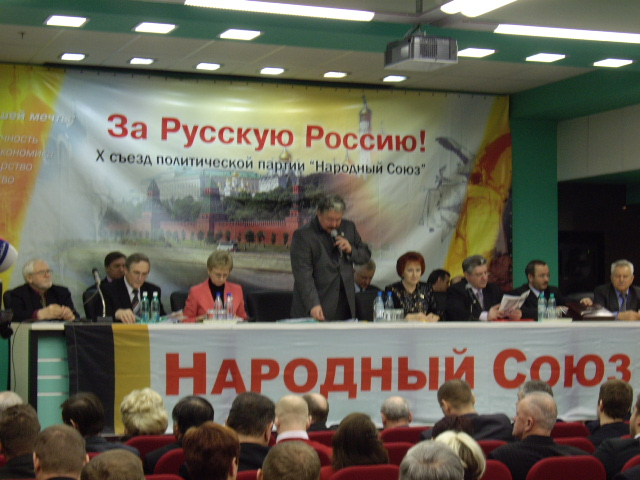 За Русскую Россию!
X съезд политической партии "Народный Союз"
Народный Союз